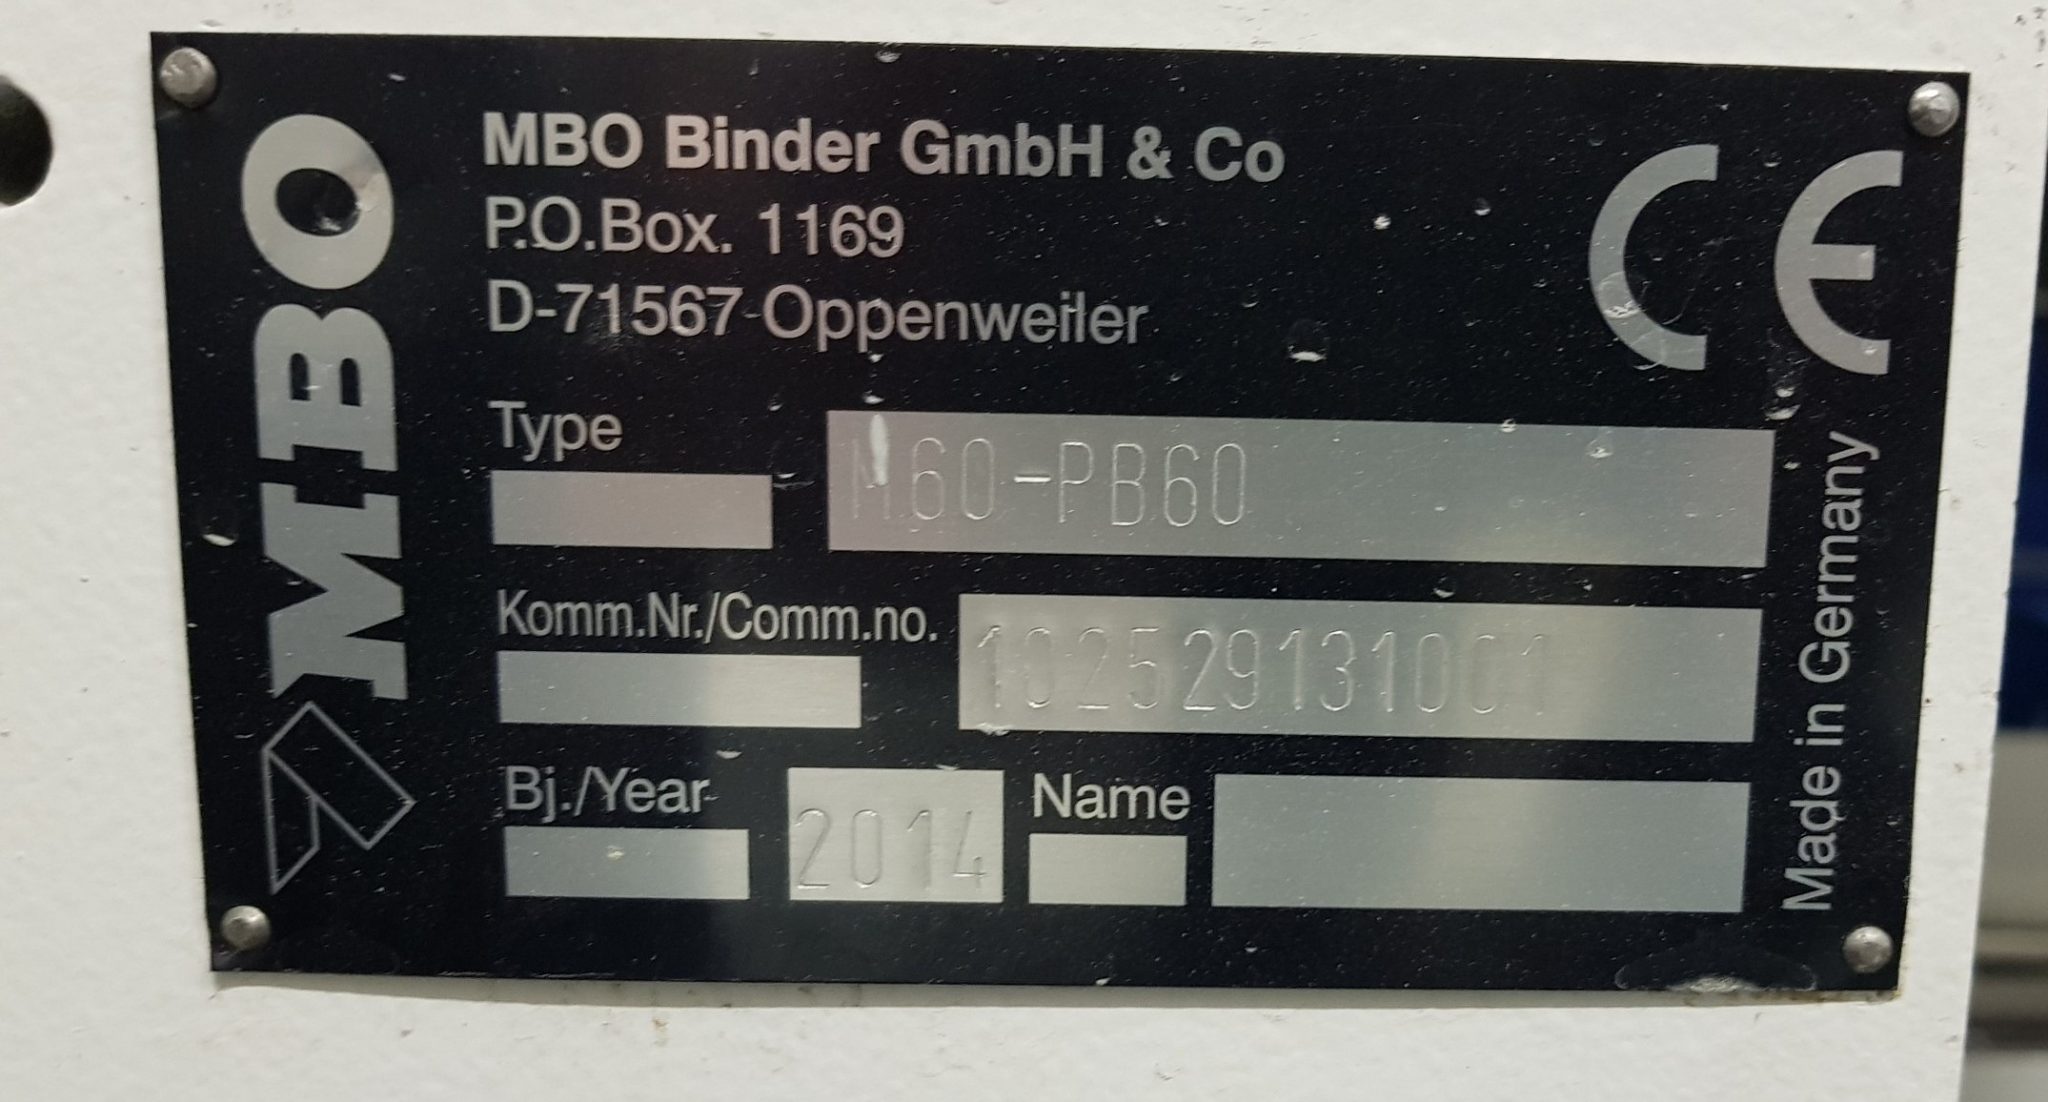 MBO
MBO Binder GmbH & Co
P.O.Box. 1169
D-71567 Oppenweiler
CE
Type
M60-PB60
Komm.Nr./Comm.no.
102529131001
Bj./Year
2014
Name
Made in Germany